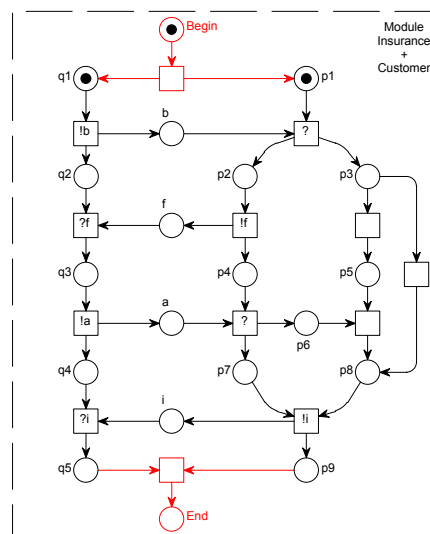 Begin
Module
Insurance
+
Customer
q1
p1
b
!b
?
q2
p2
p3
f
?f
!f
q3
p4
p5
a
!a
?
p6
q4
p7
p8
i
?i
!i
q5
p9
End